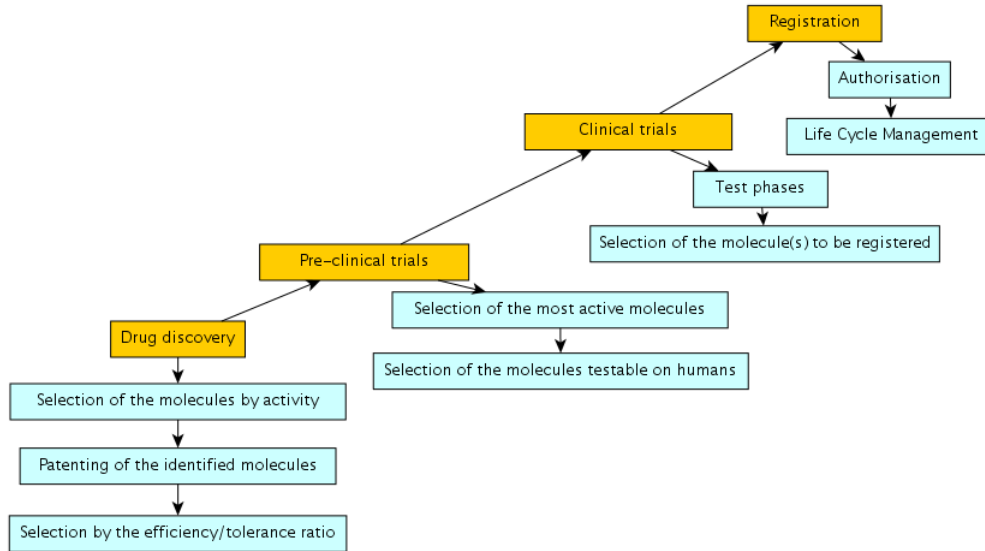 Registration
Authorisation
Life Cycle Management
Clinical trials
Test phases
Selection of the molecule(s) to be registered
Pre-clinical trials
Selection of the most active molecules
Drug discovery
Selection of the molecules testable on humans
Selection of the molecules by activity
Patenting of the identified molecules
Selection by the efficiency/tolerance ratio